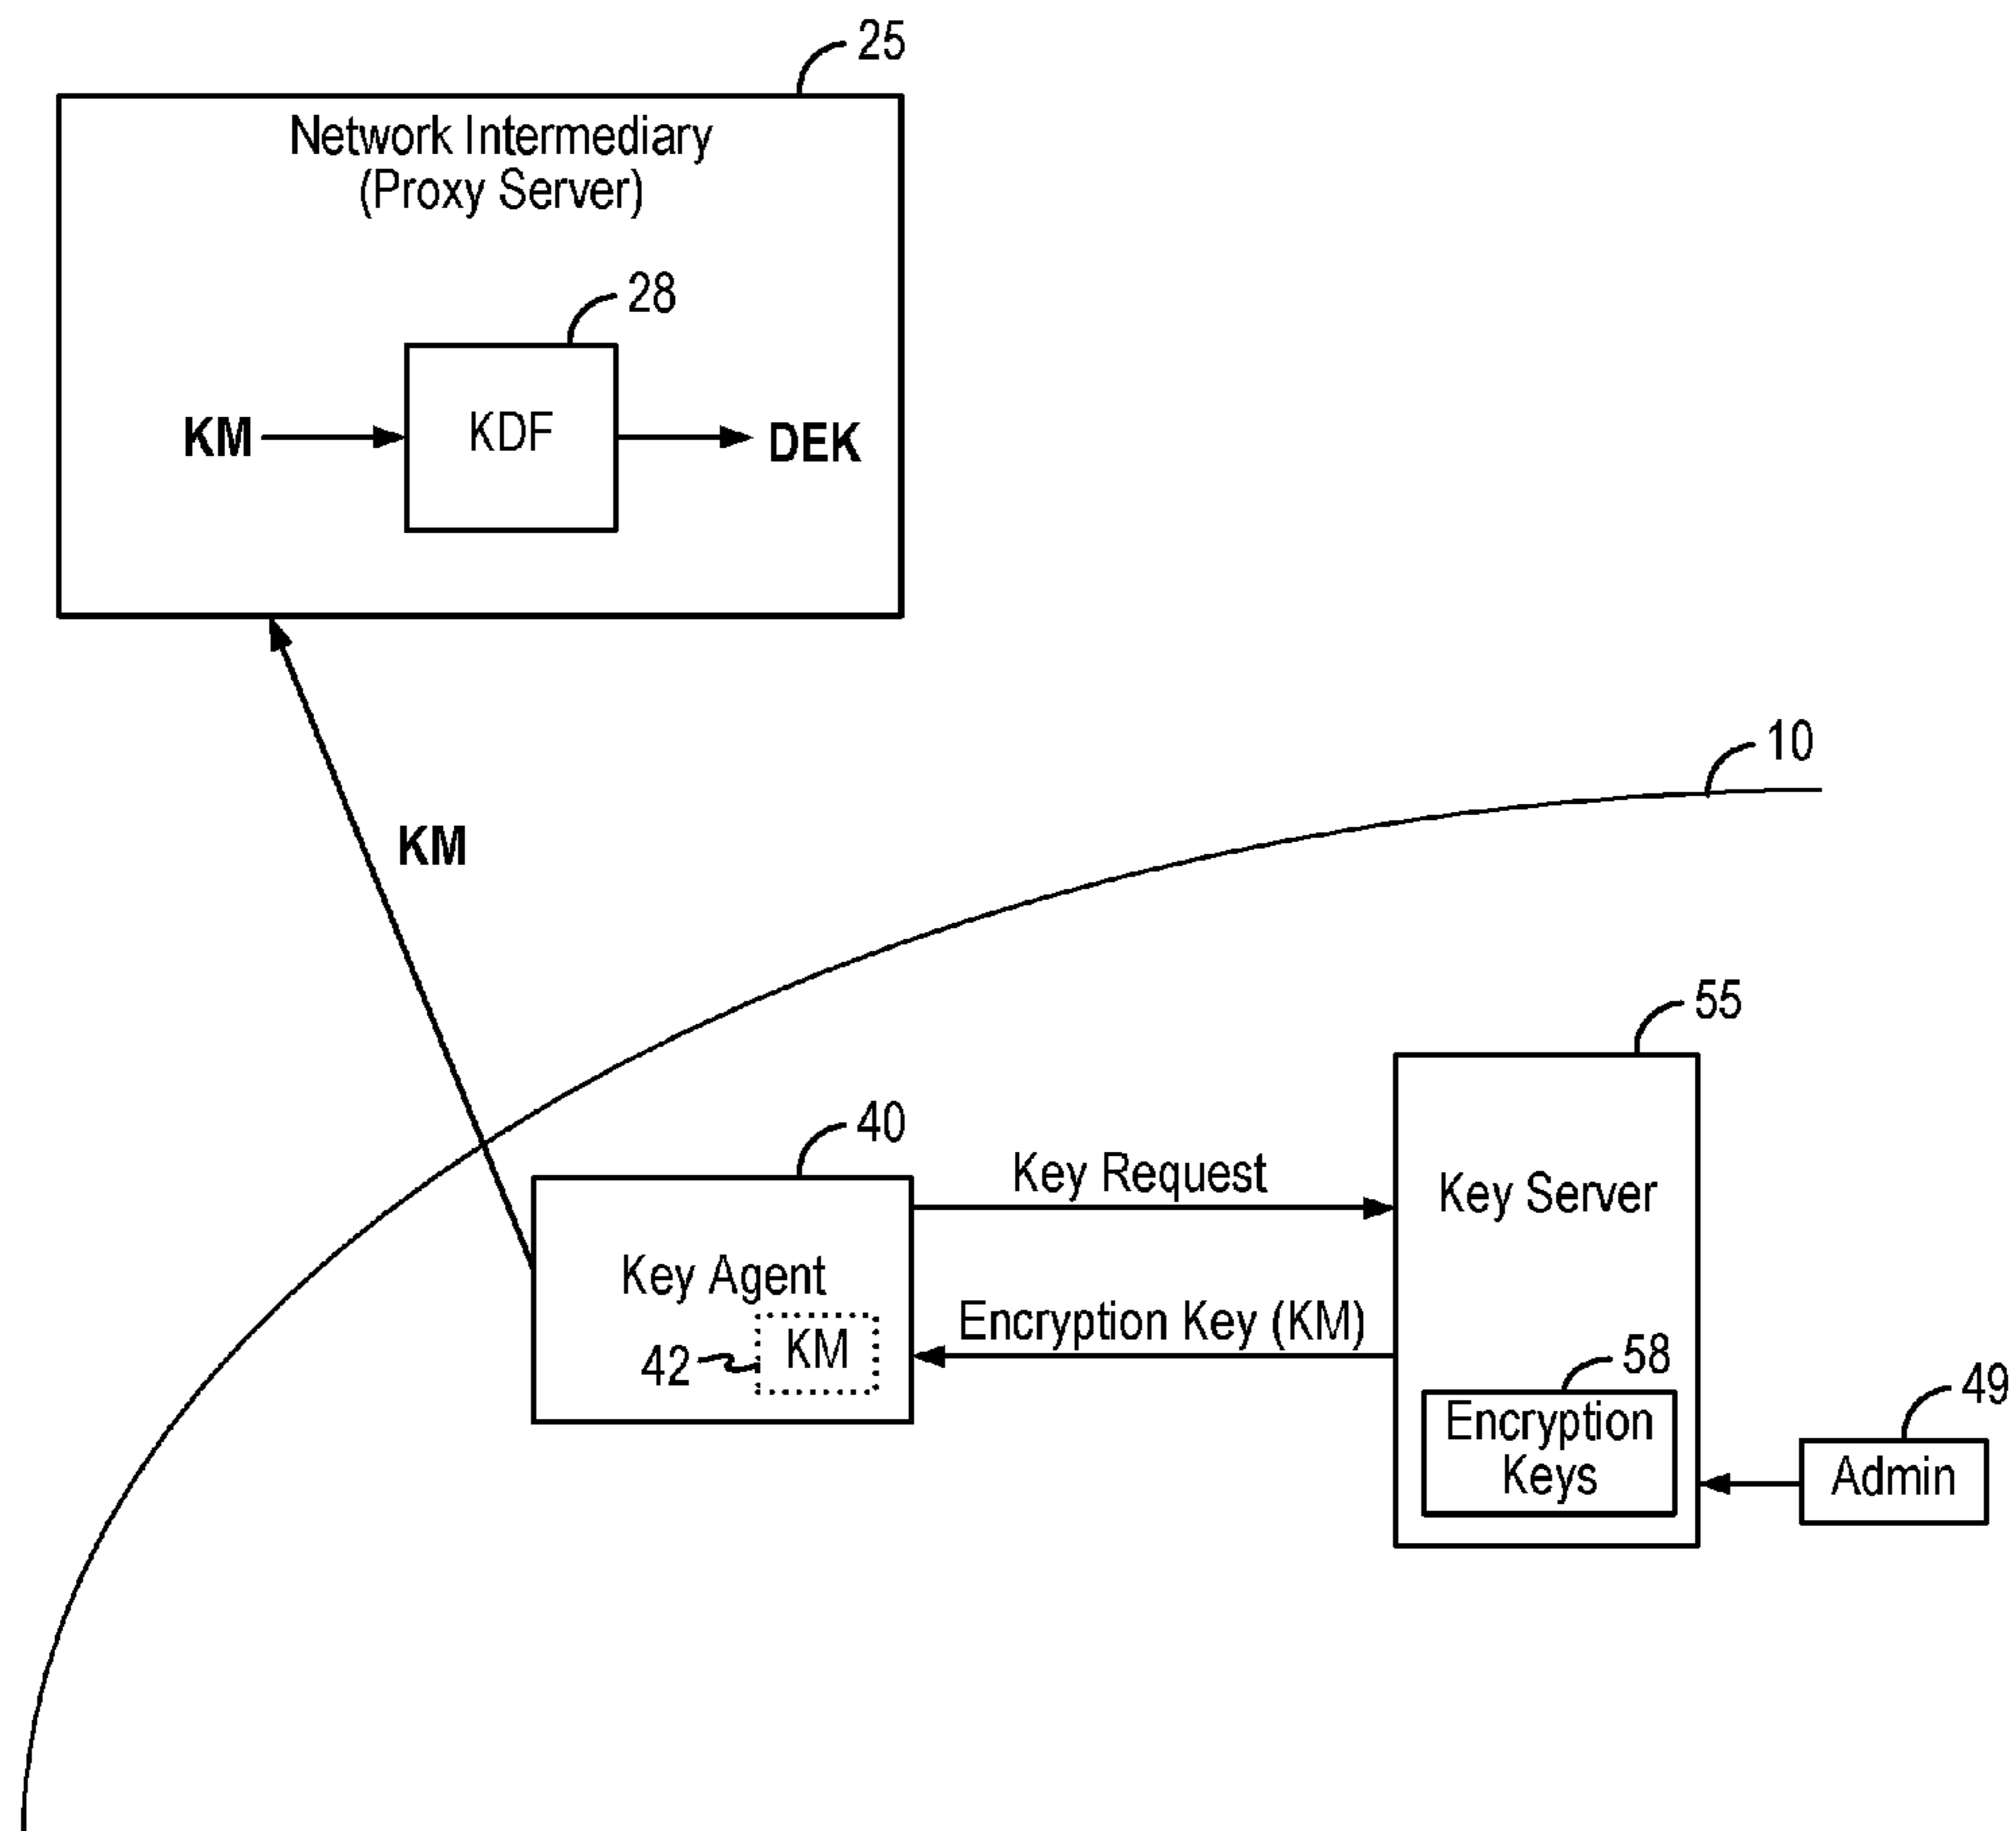 25
Network Intermediary
(Proxy Server)
28
KM
KDF
DEK
10
KM
55
40
Key Request
Key Server
Key Agent
Encryption Key (KM)
KM
42
58
49
Encryption
Keys
Admin